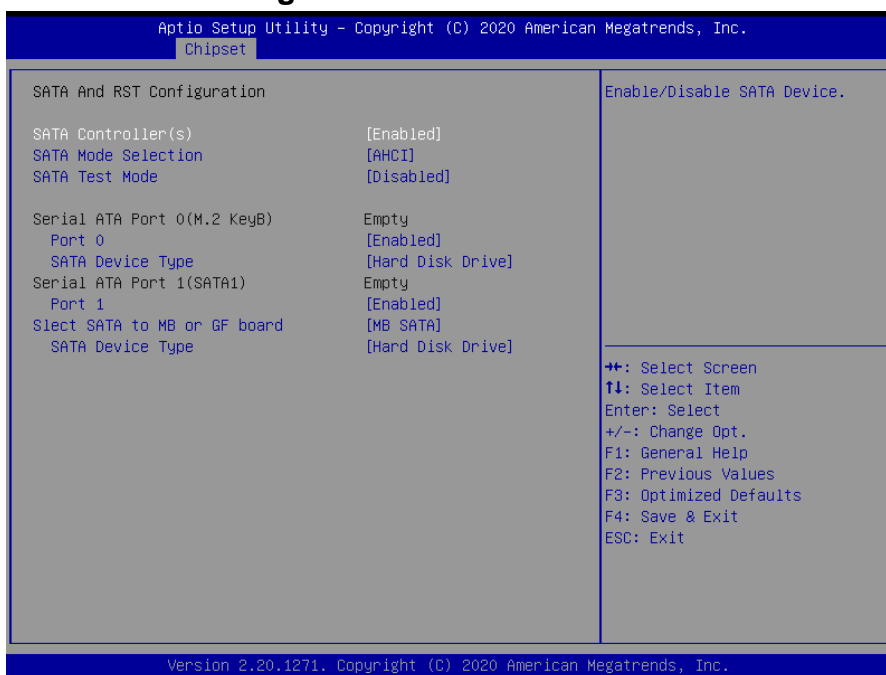 Aptio Setup Utility – Copyright (C) 2020 American Megatrends, Inc.
Chipset
SATA And RST Configuration
Enable/Disable SATA Device.
SATA Controller(s) [Enabled]
SATA Mode Selection [AHCI]
SATA Test Mode [Disabled]
Serial ATA Port 0(M.2 KeyB) Empty
Port 0 [Enabled]
SATA Device Type [Hard Disk Drive]
Serial ATA Port 1(SATA1) Empty
Port 1 [Enabled]
Slect SATA to MB or GF board [MB SATA]
SATA Device Type [Hard Disk Drive]
→←: Select Screen
↑↓: Select Item
Enter: Select
+/-: Change Opt.
F1: General Help
F2: Previous Values
F3: Optimized Defaults
F4: Save & Exit
ESC: Exit
Version 2.20.1271. Copyright (C) 2020 American Megatrends, Inc.